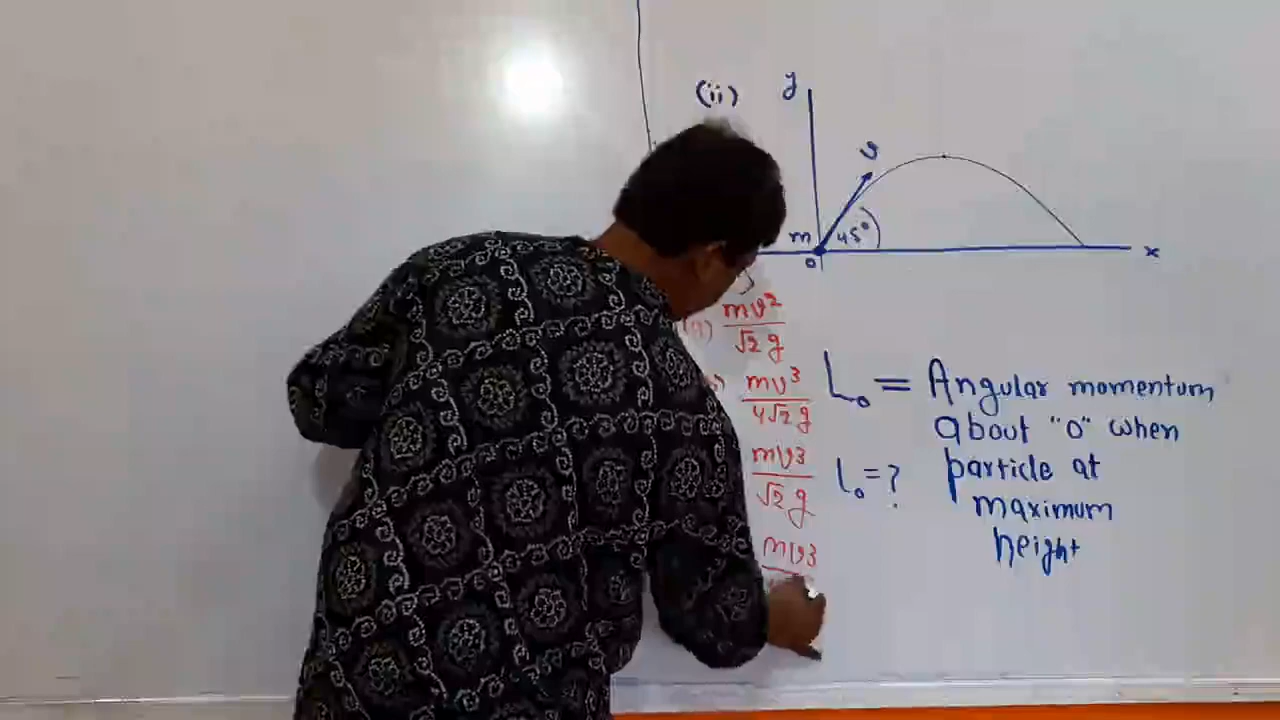 (ii)
y
v
m 45°
o
x
mv²
√2 g
mv³
4√2 g
mv3
√2 g
mv3
L₀ = Angular momentum
about "O" when
L₀ = ? particle at
maximum
height